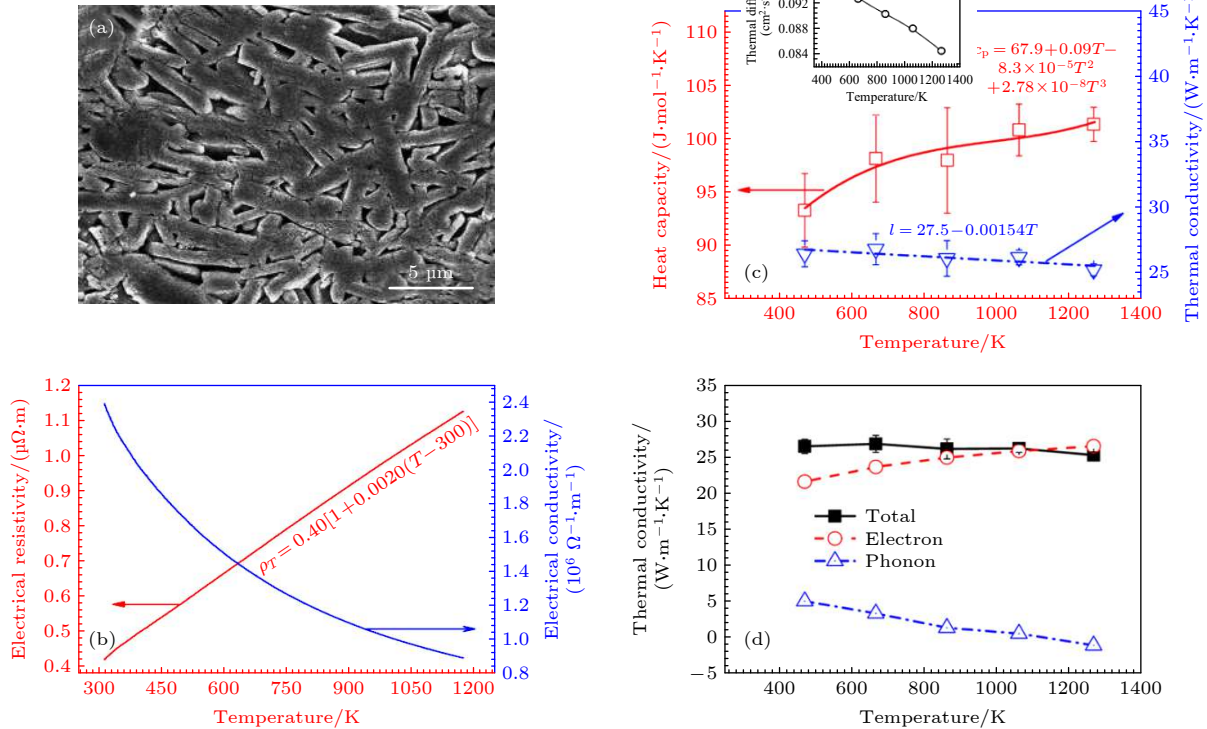 (a)
5 μm
Thermal diff
(cm²·s
0.092
0.084
400 600 800 1000 1200 1400
Temperature/K
110
105
100
95
90
85
Heat capacity/(J·mol⁻¹·K⁻¹)
p = 67.9+0.09T−
8.3×10⁻⁵T²
+2.78×10⁻⁸T³
l = 27.5−0.00154T
(c)
45
40
35
30
25
Thermal conductivity/(W·m⁻¹·K⁻¹
400 600 800 1000 1200 1400
Temperature/K
1.2
1.1
1.0
0.9
0.8
0.7
0.6
0.5
0.4
Electrical resistivity/(μΩ·m)
ρT = 0.40[1+0.0020(T−300)]
(b)
2.4
2.2
2.0
1.8
1.6
1.4
1.2
1.0
0.8
Electrical conductivity/
(10⁶ Ω⁻¹·m⁻¹)
300 450 600 750 900 1050 1200
Temperature/K
35
30
25
20
15
10
5
0
−5
Thermal conductivity/
(W·m⁻¹·K⁻¹)
Total
Electron
Phonon
(d)
400 600 800 1000 1200 1400
Temperature/K